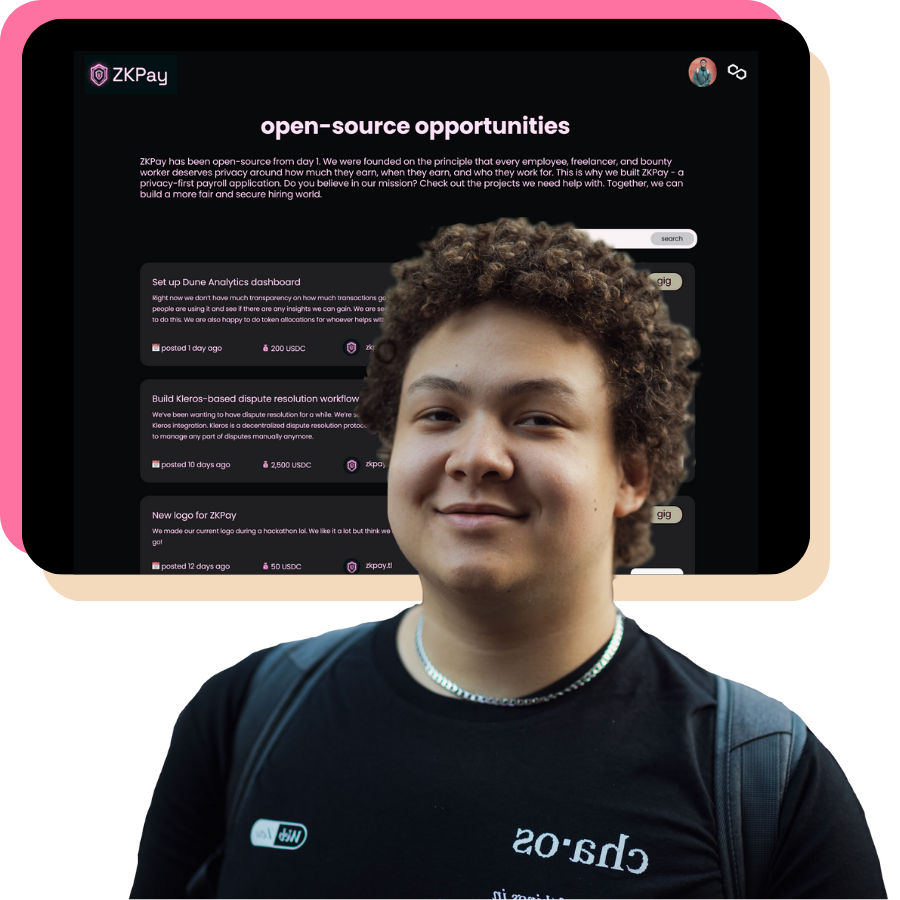 ZKPay
open-source opportunities
ZKPay has been open-source from day 1. We were founded on the principle that every employee, freelancer, and bounty
worker deserves privacy around how much they earn, when they earn, and who they work for. This is why we built ZKPay - a
privacy-first payroll application. Do you believe in our mission? Check out the projects we need help with. Together, we can
build a more fair and secure hiring world.
search
Set up Dune Analytics dashboard
gig
Right now we don't have much transparency on how much transactions
people are using it and see if there are any insights we can gain. We are
to do this. We are also happy to do token allocations for whoever helps
posted 1 day ago 200 USDC
Build Kleros-based dispute resolution workflow
We've been wanting to have dispute resolution for a while. We're
Kleros integration. Kleros is a decentralized dispute resolution
to manage any part of disputes manually anymore.
posted 10 days ago 2,500 USDC zkpay
New logo for ZKPay
gig
We made our current logo during a hackathon lol. We like it a lot but think we
go!
posted 12 days ago 50 USDC
cha·os